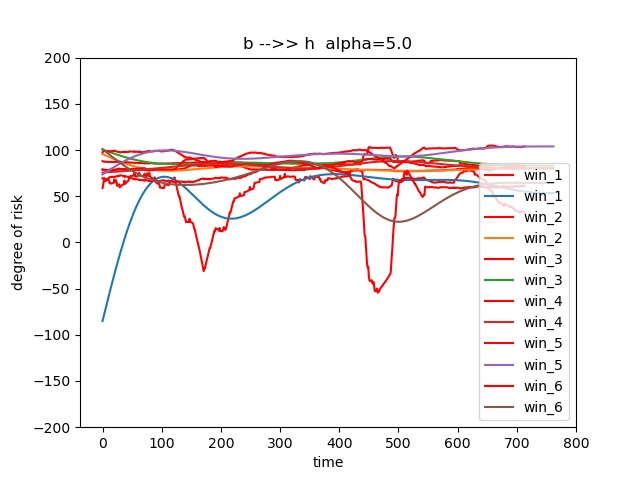 b -->> h  alpha=5.0
200
150
100
50
0
−50
−100
−150
−200
degree of risk
0 100 200 300 400 500 600 700 800
time
win_1
win_1
win_2
win_2
win_3
win_3
win_4
win_4
win_5
win_5
win_6
win_6